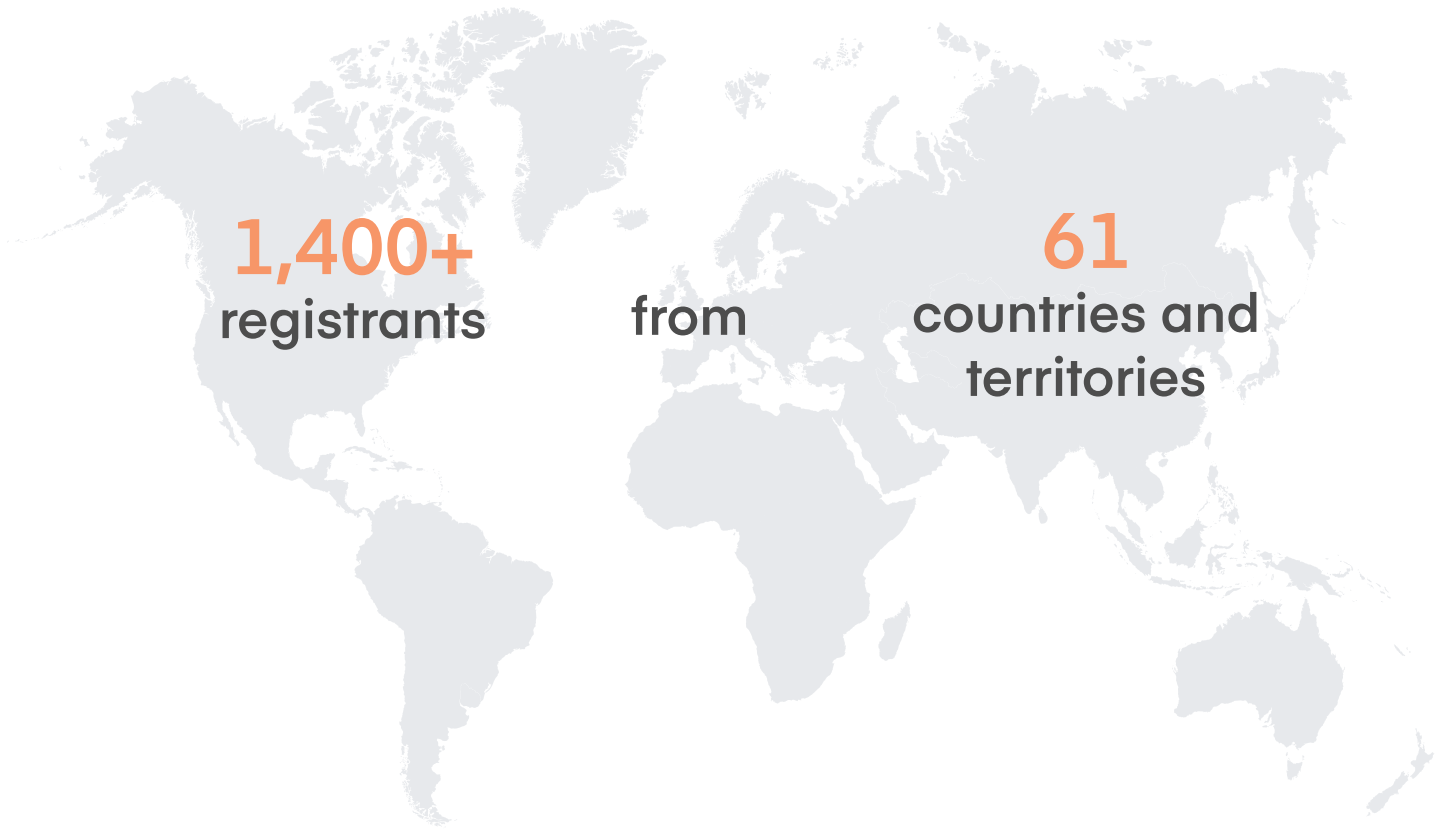 1,400+
registrants
from
61
countries and
territories